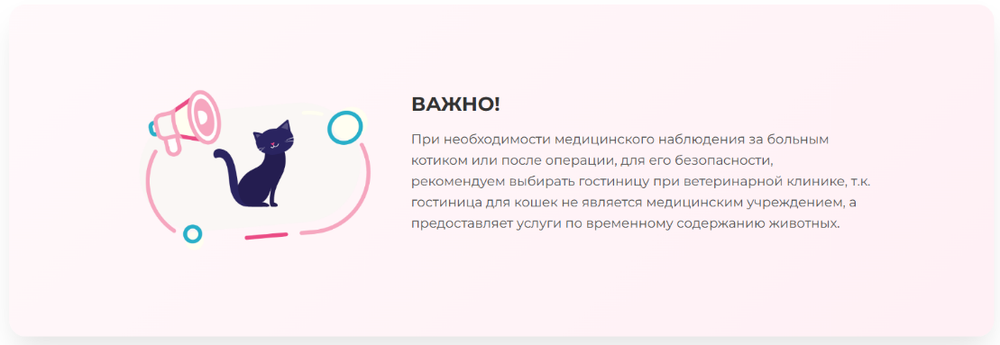 ВАЖНО!
При необходимости медицинского наблюдения за больным
котиком или после операции, для его безопасности,
рекомендуем выбирать гостиницу при ветеринарной клинике, т.к.
гостиница для кошек не является медицинским учреждением, а
предоставляет услуги по временному содержанию животных.